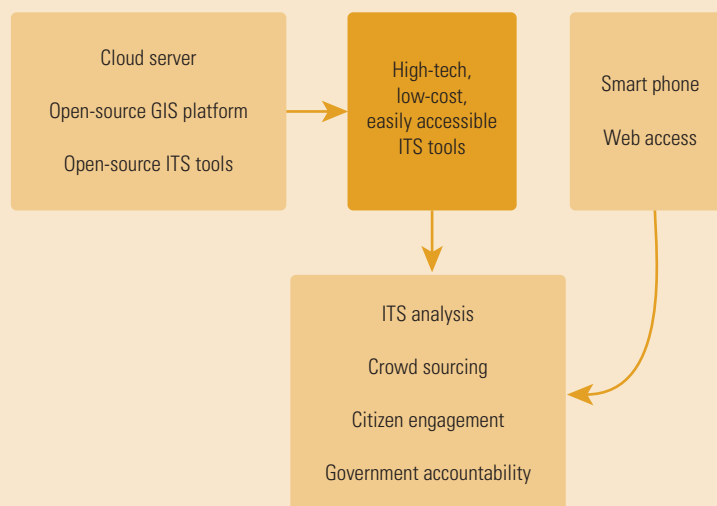 Cloud server
Open-source GIS platform
Open-source ITS tools
High-tech,
low-cost,
easily accessible
ITS tools
Smart phone
Web access
ITS analysis
Crowd sourcing
Citizen engagement
Government accountability